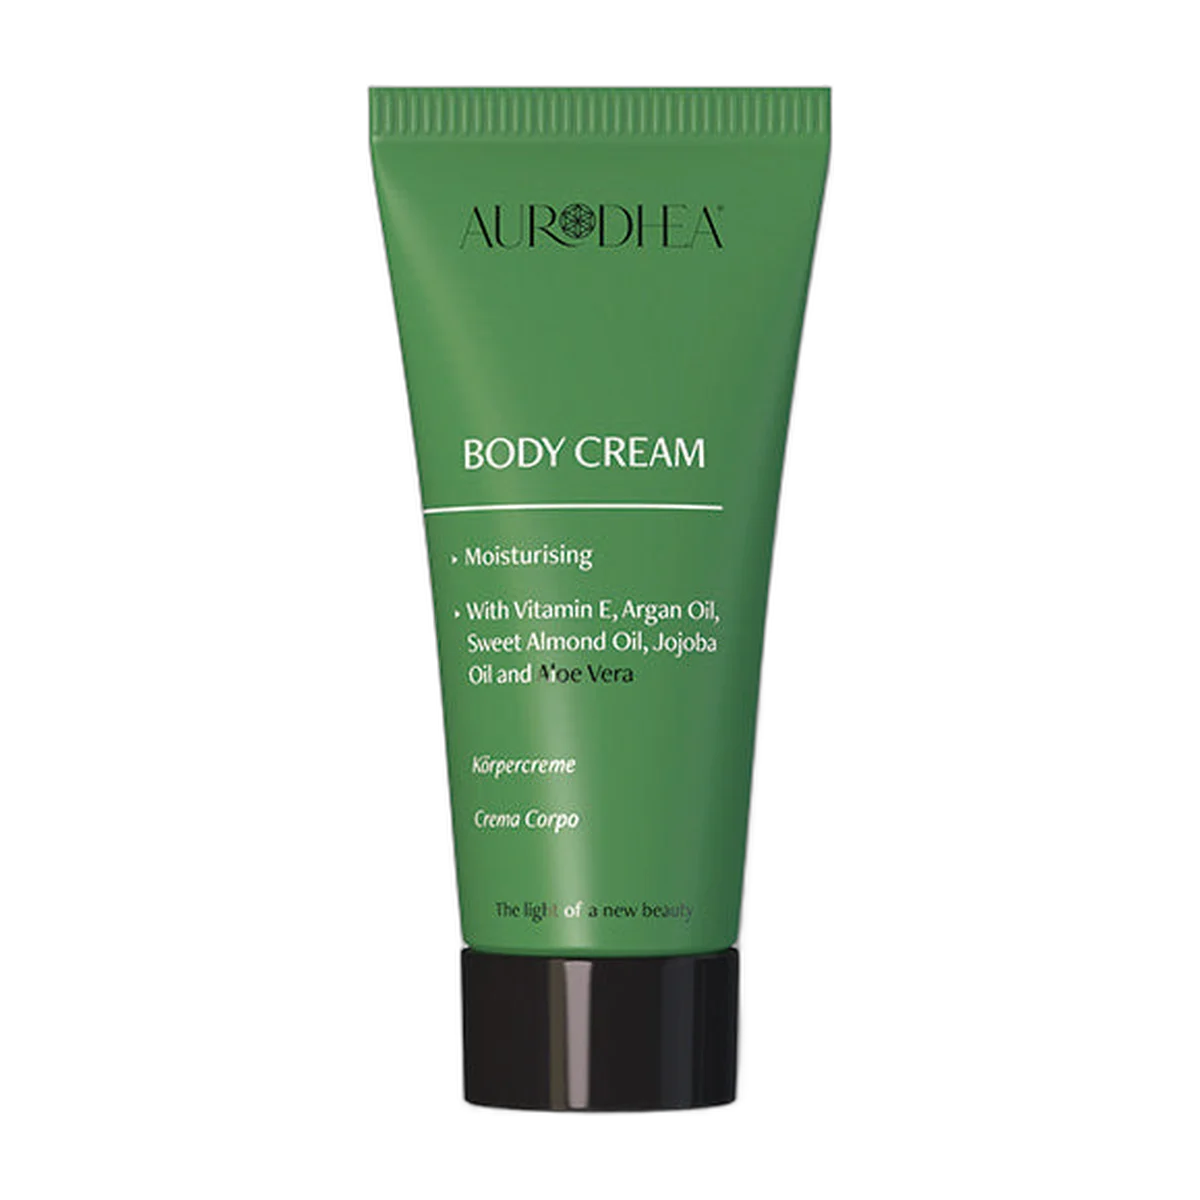 AURODHEA®
BODY CREAM
Moisturising
With Vitamin E, Argan Oil,
Sweet Almond Oil, Jojoba
Oil and Aloe Vera
Körpercreme
Crema Corpo
The light of a new beauty